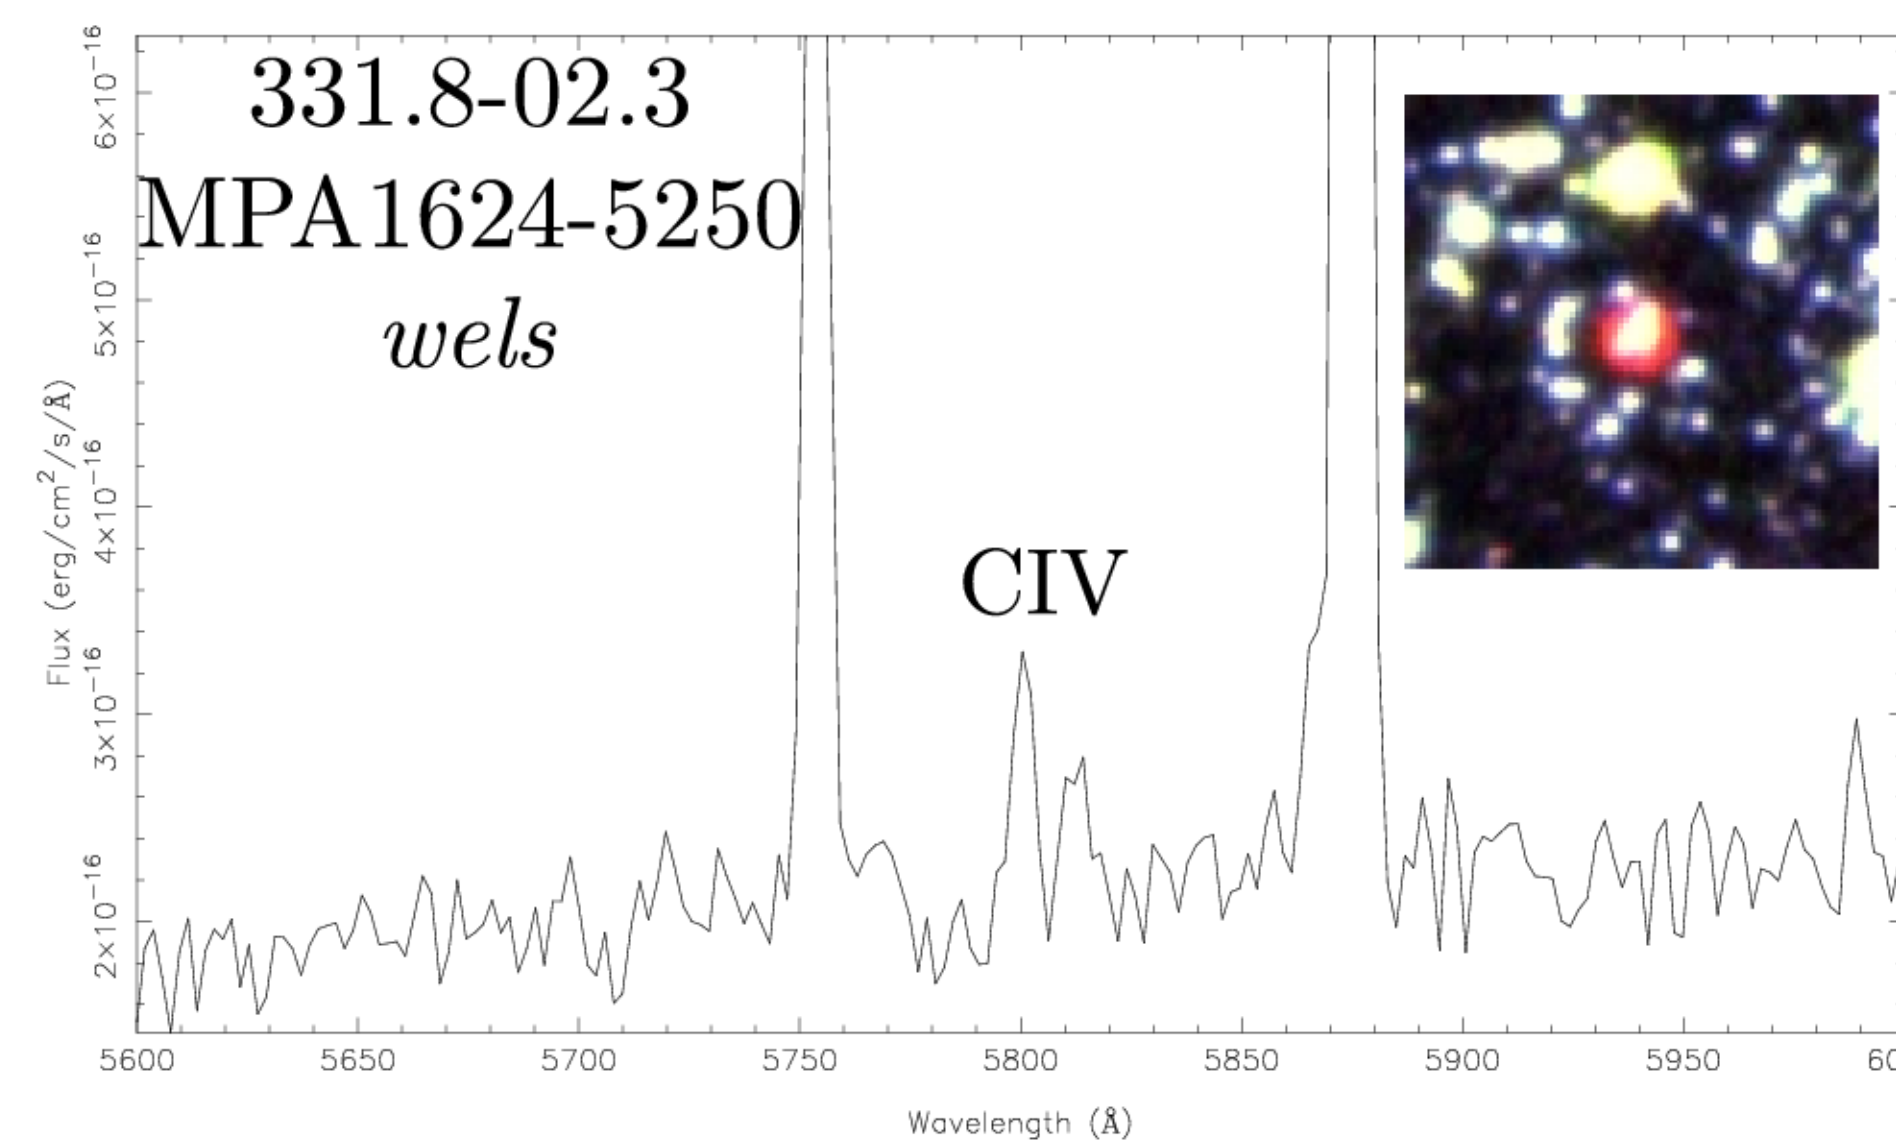 331.8-02.3
MPA1624-5250
wels
CIV
Flux (erg/cm²/s/Å)
6×10⁻¹⁶
5×10⁻¹⁶
4×10⁻¹⁶
3×10⁻¹⁶
2×10⁻¹⁶
5600 5650 5700 5750 5800 5850 5900 5950
Wavelength (Å)